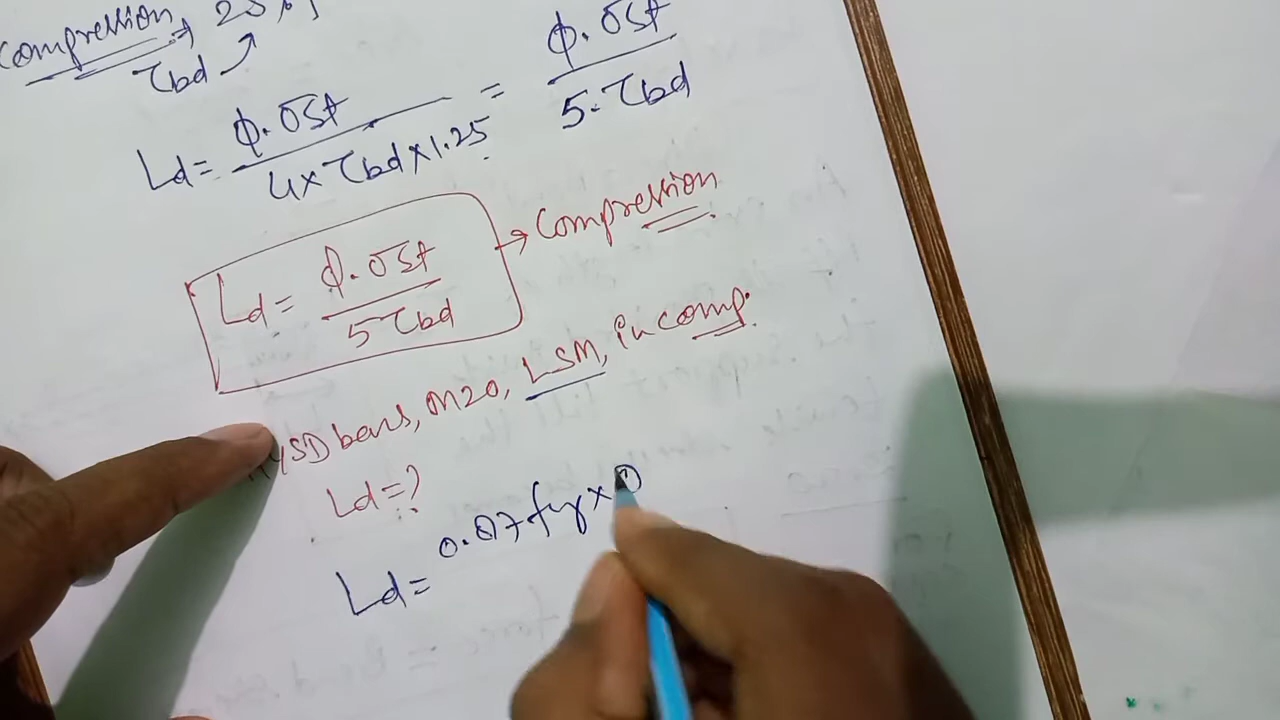 Compression, 25%↑
τbd
Ld = φ.σst / 4×τbd×1.25 = φ.σst / 5.τbd
Ld = φ.σst / 5τbd → Compression
HYSD bars, M20, LSM, in comp.
Ld=?
Ld = 0.87fy×φ